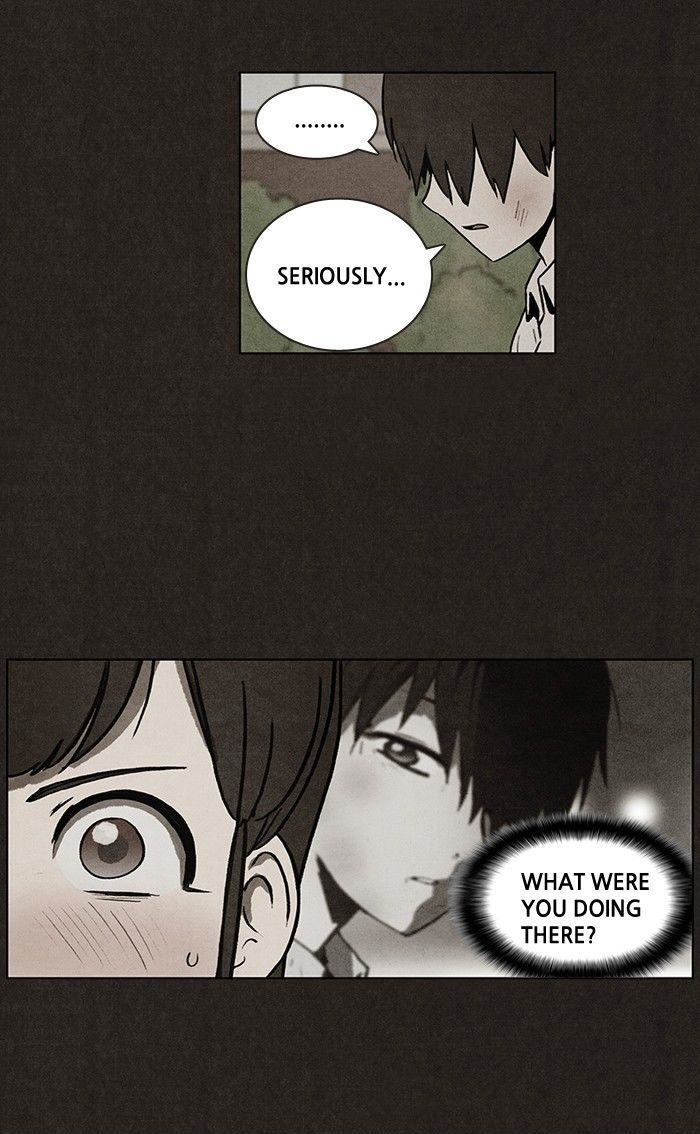 ........
SERIOUSLY...
WHAT WERE
YOU DOING
THERE?